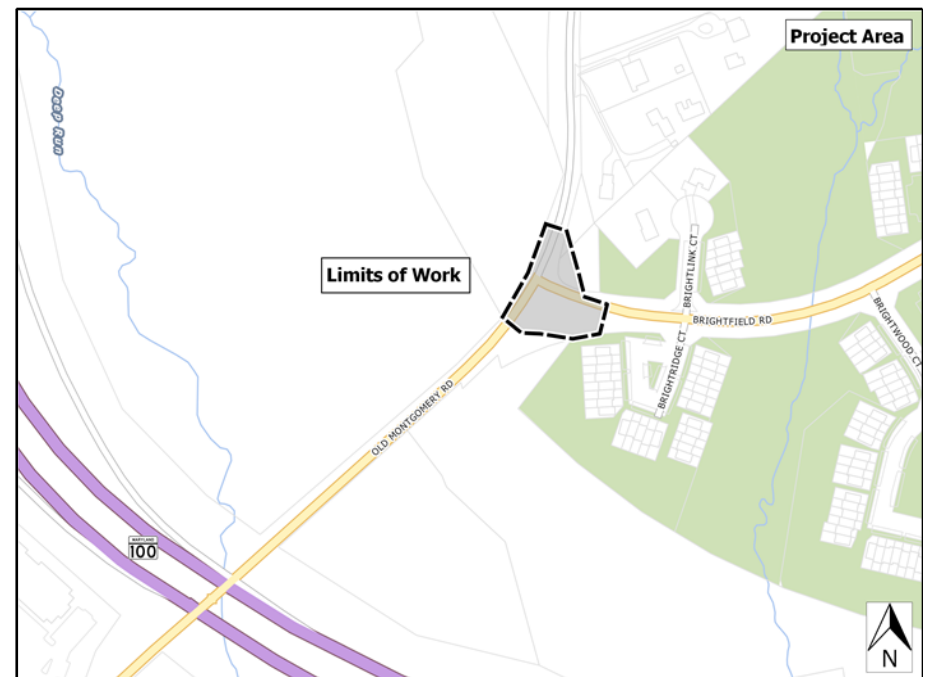 Project Area
Deep Run
Limits of Work
BRIGHTLINK CT
BRIGHTFIELD RD
BRIGHTWOOD CT
BRIGHTRIDGE CT
OLD MONTGOMERY RD
MARYLAND
100
N